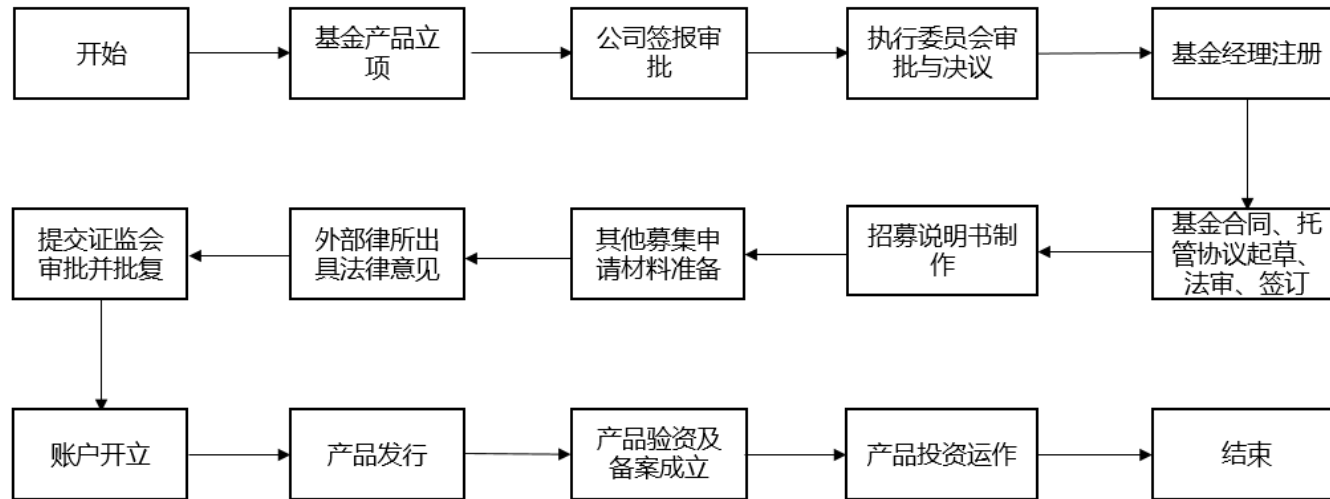 开始
基金产品立
项
公司签报审
批
执行委员会审
批与决议
基金经理注册
基金合同、托
管协议起草、
法审、签订
招募说明书制
作
其他募集申
请材料准备
外部律所出
具法律意见
提交证监会
审批并批复
账户开立
产品发行
产品验资及
备案成立
产品投资运作
结束